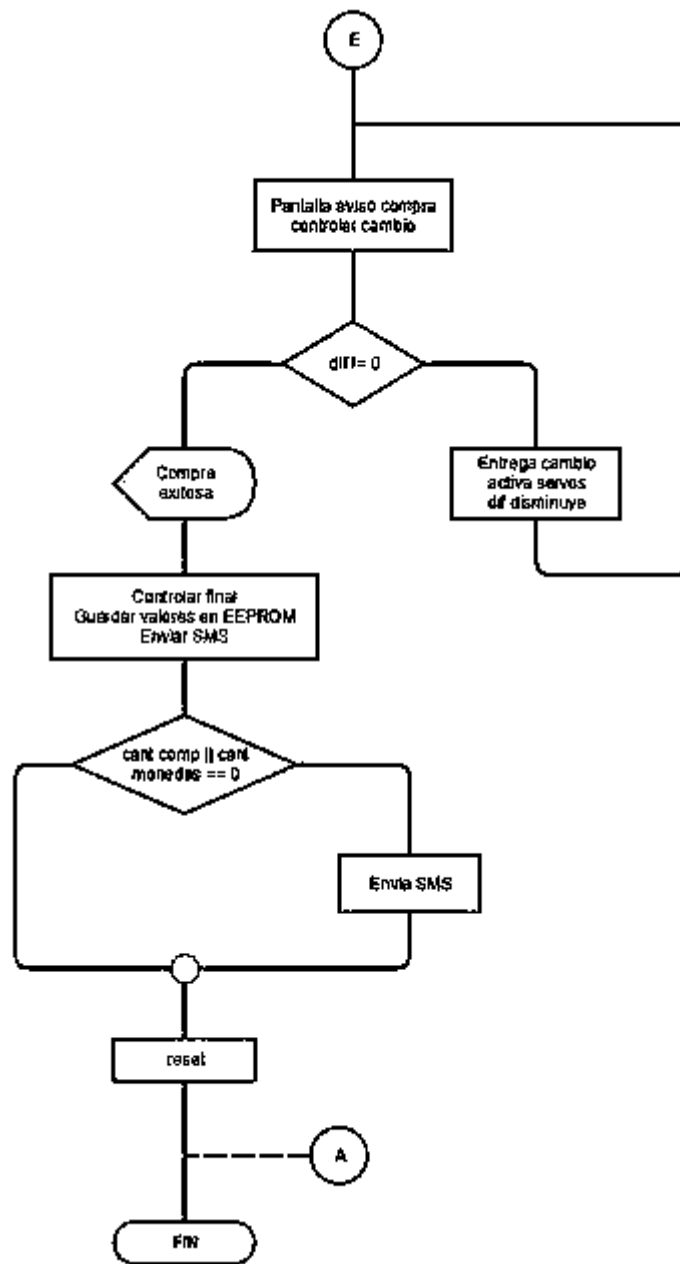 E
Pantalla aviso compra
controlar cambio
dif!= 0
Compra
exitosa
Entrega cambio
activa servos
dif disminuye
Controlar final
Guardar valores en EEPROM
Enviar SMS
cant comp || cant
monedas == 0
Envia SMS
reset
A
FIN